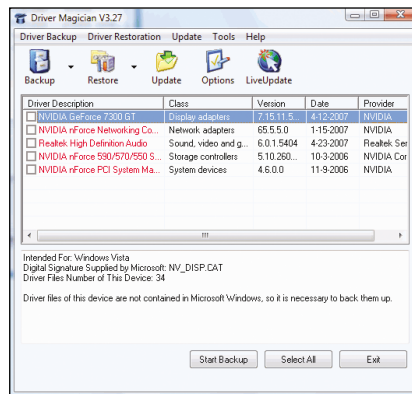 Driver Magician V3.27
Driver Backup Driver Restoration Update Tools Help
Backup Restore Update Options LiveUpdate
Driver Description Class Version Date Provider
NVIDIA GeForce 7300 GT Display adapters 7.15.11.5... 4-12-2007 NVIDIA
NVIDIA nForce Networking Co... Network adapters 65.5.5.0 1-15-2007 NVIDIA
Realtek High Definition Audio Sound, video and g... 6.0.1.5404 4-23-2007 Realtek Ser
NVIDIA nForce 590/570/550 S... Storage controllers 5.10.260... 10-3-2006 NVIDIA Cor
NVIDIA nForce PCI System Ma... System devices 4.6.0.0 11-9-2006 NVIDIA
Intended For: Windows Vista
Digital Signature Supplied by Microsoft: NV_DISP.CAT
Driver Files Number of This Device: 34
Driver files of this device are not contained in Microsoft Windows, so it is necessary to back them up.
Start Backup Select All Exit